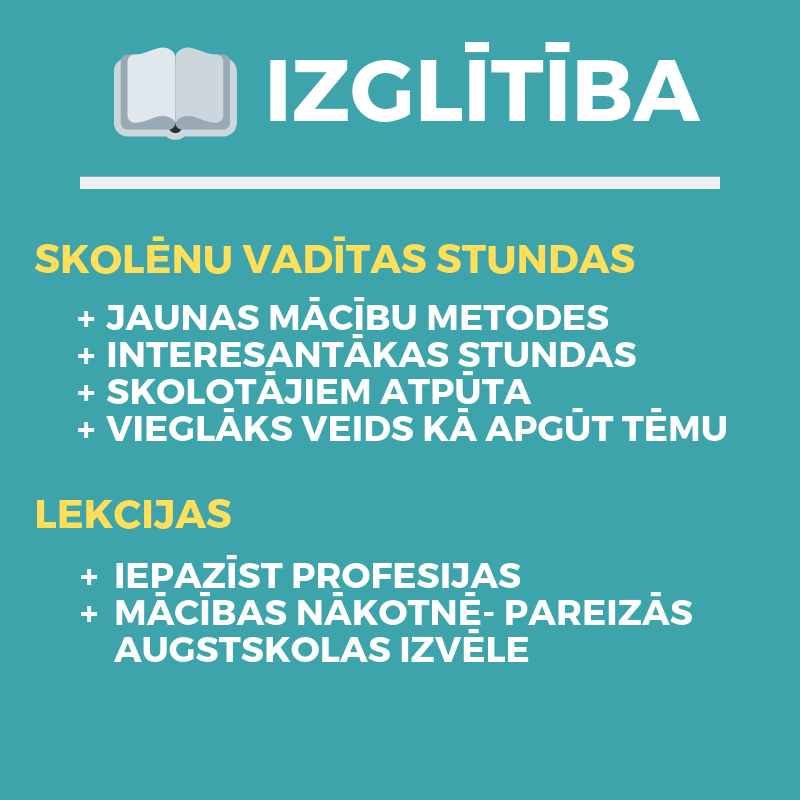 IZGLĪTĪBA
SKOLĒNU VADĪTAS STUNDAS
+ JAUNAS MĀCĪBU METODES
+ INTERESANTĀKAS STUNDAS
+ SKOLOTĀJIEM ATPŪTA
+ VIEGLĀKS VEIDS KĀ APGŪT TĒMU
LEKCIJAS
+ IEPAZĪST PROFESIJAS
+ MĀCĪBAS NĀKOTNĒ- PAREIZĀS
AUGSTSKOLAS IZVĒLE